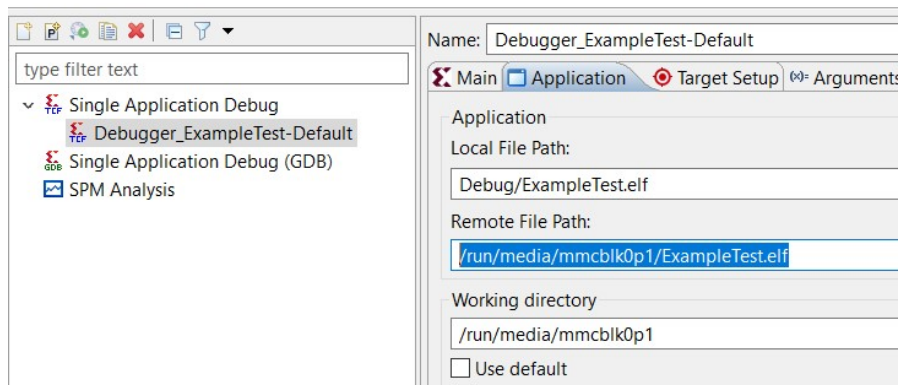 Name: Debugger_ExampleTest-Default
type filter text
Single Application Debug
TCF Debugger_ExampleTest-Default
Single Application Debug (GDB)
SPM Analysis
Main Application Target Setup (x)= Arguments
Application
Local File Path:
Debug/ExampleTest.elf
Remote File Path:
/run/media/mmcblk0p1/ExampleTest.elf
Working directory
/run/media/mmcblk0p1
Use default